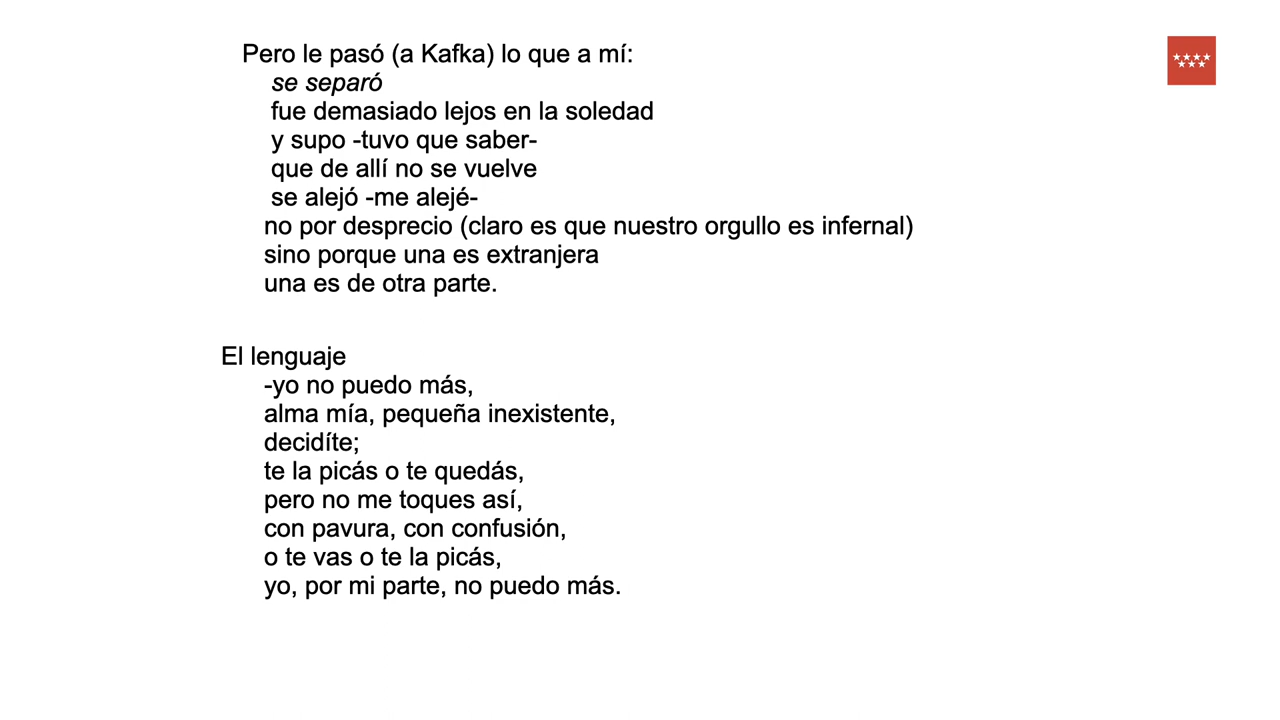 Pero le pasó (a Kafka) lo que a mí:
se separó
fue demasiado lejos en la soledad
y supo -tuvo que saber-
que de allí no se vuelve
se alejó -me alejé-
no por desprecio (claro es que nuestro orgullo es infernal)
sino porque una es extranjera
una es de otra parte.
El lenguaje
-yo no puedo más,
alma mía, pequeña inexistente,
decidíte;
te la picás o te quedás,
pero no me toques así,
con pavura, con confusión,
o te vas o te la picás,
yo, por mi parte, no puedo más.